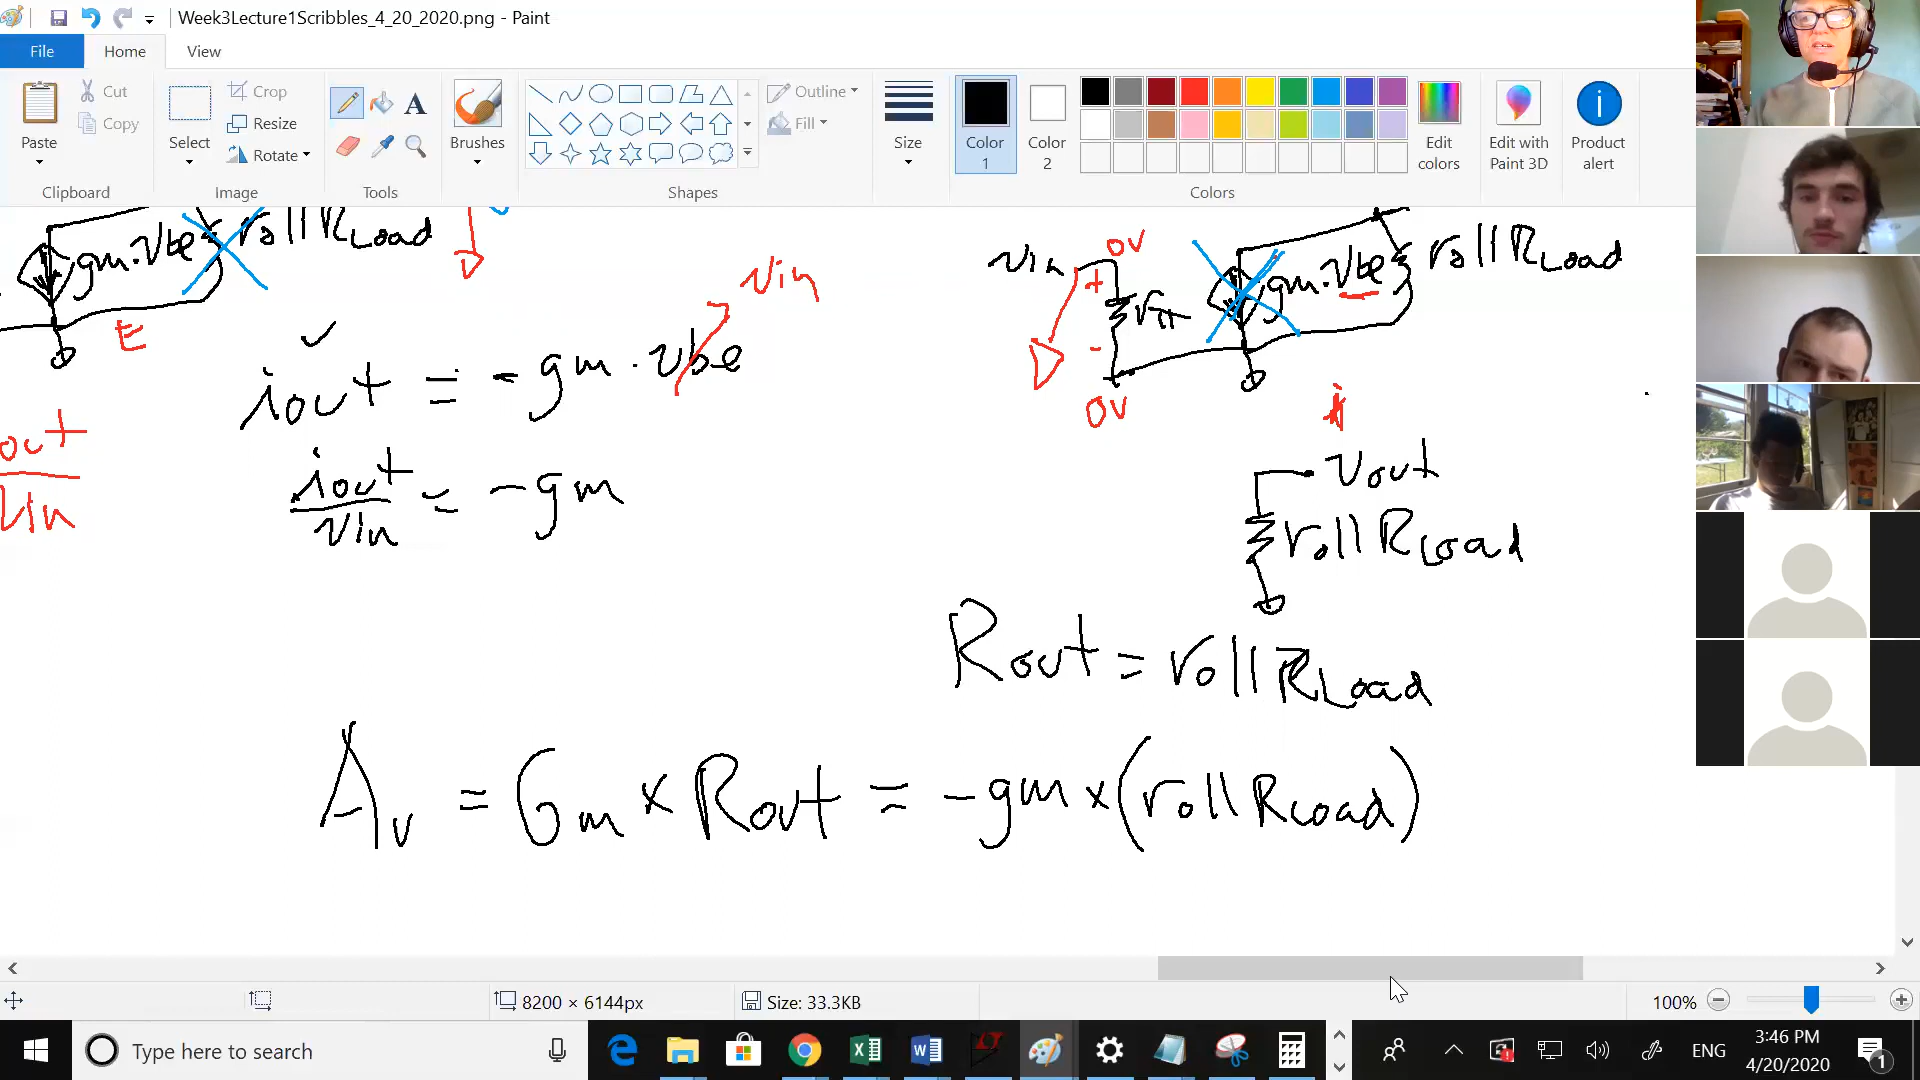 Week3Lecture1Scribbles_4_20_2020.png - Paint
File Home View
Paste
Cut
Copy
Clipboard
Select
Crop
Resize
Rotate
Image
A
Tools
Brushes
Shapes
Outline
Fill
Size
Color 1
Color 2
Colors
Edit colors
Edit with Paint 3D
Product alert
gm.vbe ro||RLoad
E
iout = -gm . vbe
vin
iout/vin = -gm
out
vin
vin 0V
+
-
rπ
0V
gm.vbe ro||RLoad
vout
ro||RLoad
Rout = ro||RLoad
Av = Gm x Rout = -gm x (ro||RLoad)
8200 × 6144px
Size: 33.3KB
100%
Type here to search
ENG
3:46 PM
4/20/2020
1